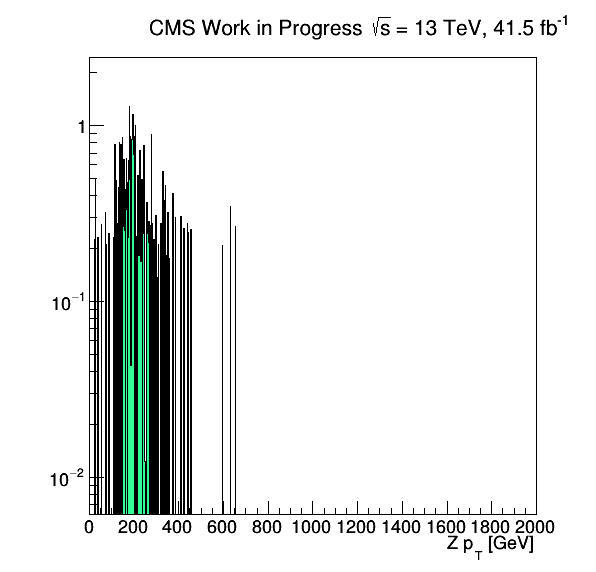 CMS Work in Progress √s = 13 TeV, 41.5 fb⁻¹
1
10⁻¹
10⁻²
0 200 400 600 800 1000 1200 1400 1600 1800 2000
Z p_T [GeV]